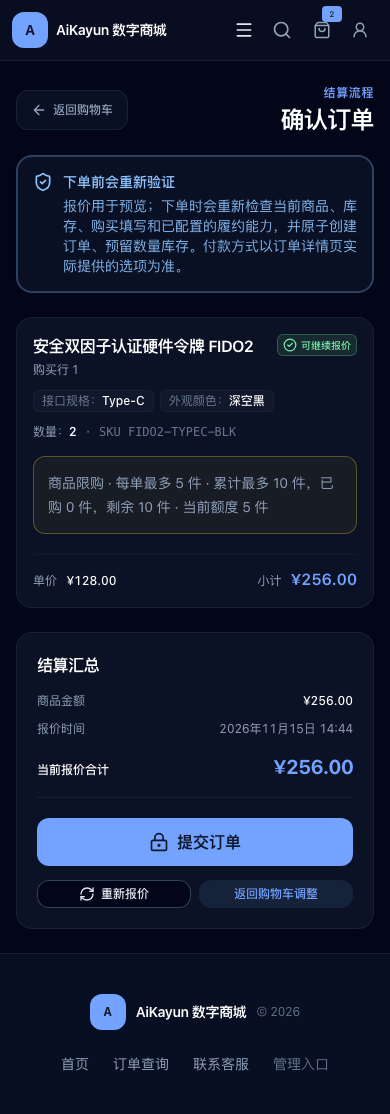 A AiKayun 数字商城
2
返回购物车
结算流程
确认订单
下单前会重新验证
报价用于预览；下单时会重新检查当前商品、库
存、购买填写和已配置的履约能力，并原子创建
订单、预留数量库存。付款方式以订单详情页实
际提供的选项为准。
安全双因子认证硬件令牌 FIDO2
可继续报价
购买行 1
接口规格： Type-C 外观颜色： 深空黑
数量： 2 · SKU FIDO2-TYPEC-BLK
商品限购 · 每单最多 5 件 · 累计最多 10 件，已
购 0 件，剩余 10 件 · 当前额度 5 件
单价 ¥128.00 小计 ¥256.00
结算汇总
商品金额 ¥256.00
报价时间 2026年11月15日 14:44
当前报价合计 ¥256.00
提交订单
重新报价 返回购物车调整
A AiKayun 数字商城 © 2026
首页 订单查询 联系客服 管理入口